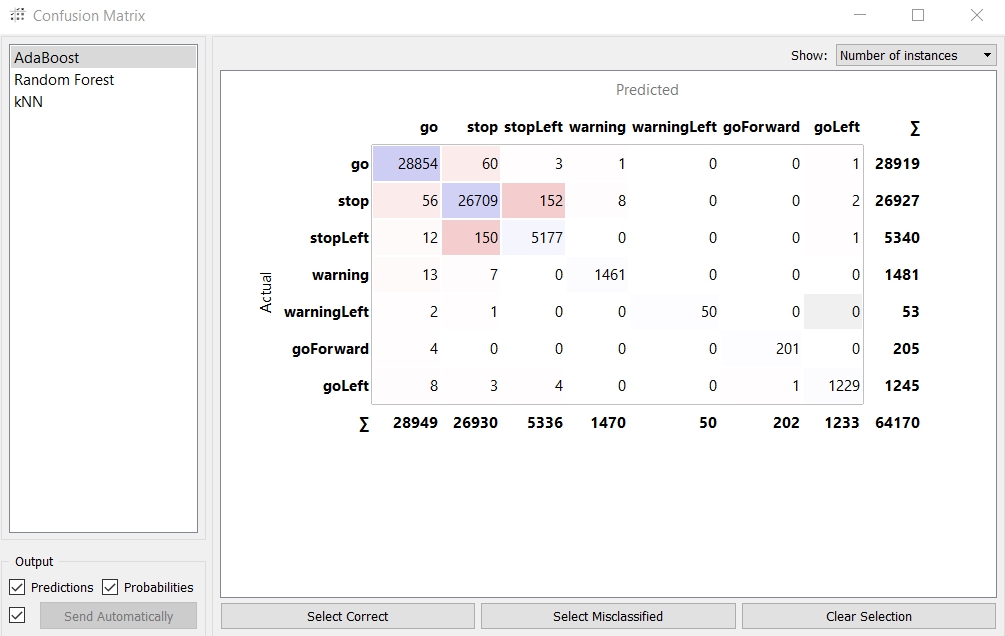 Confusion Matrix
AdaBoost
Random Forest
kNN
Show: Number of instances
Predicted
go stop stopLeft warning warningLeft goForward goLeft Σ
go 28854 60 3 1 0 0 1 28919
stop 56 26709 152 8 0 0 2 26927
stopLeft 12 150 5177 0 0 0 1 5340
warning 13 7 0 1461 0 0 0 1481
Actual
warningLeft 2 1 0 0 50 0 0 53
goForward 4 0 0 0 0 201 0 205
goLeft 8 3 4 0 0 1 1229 1245
Σ 28949 26930 5336 1470 50 202 1233 64170
Output
Predictions Probabilities
Send Automatically
Select Correct Select Misclassified Clear Selection